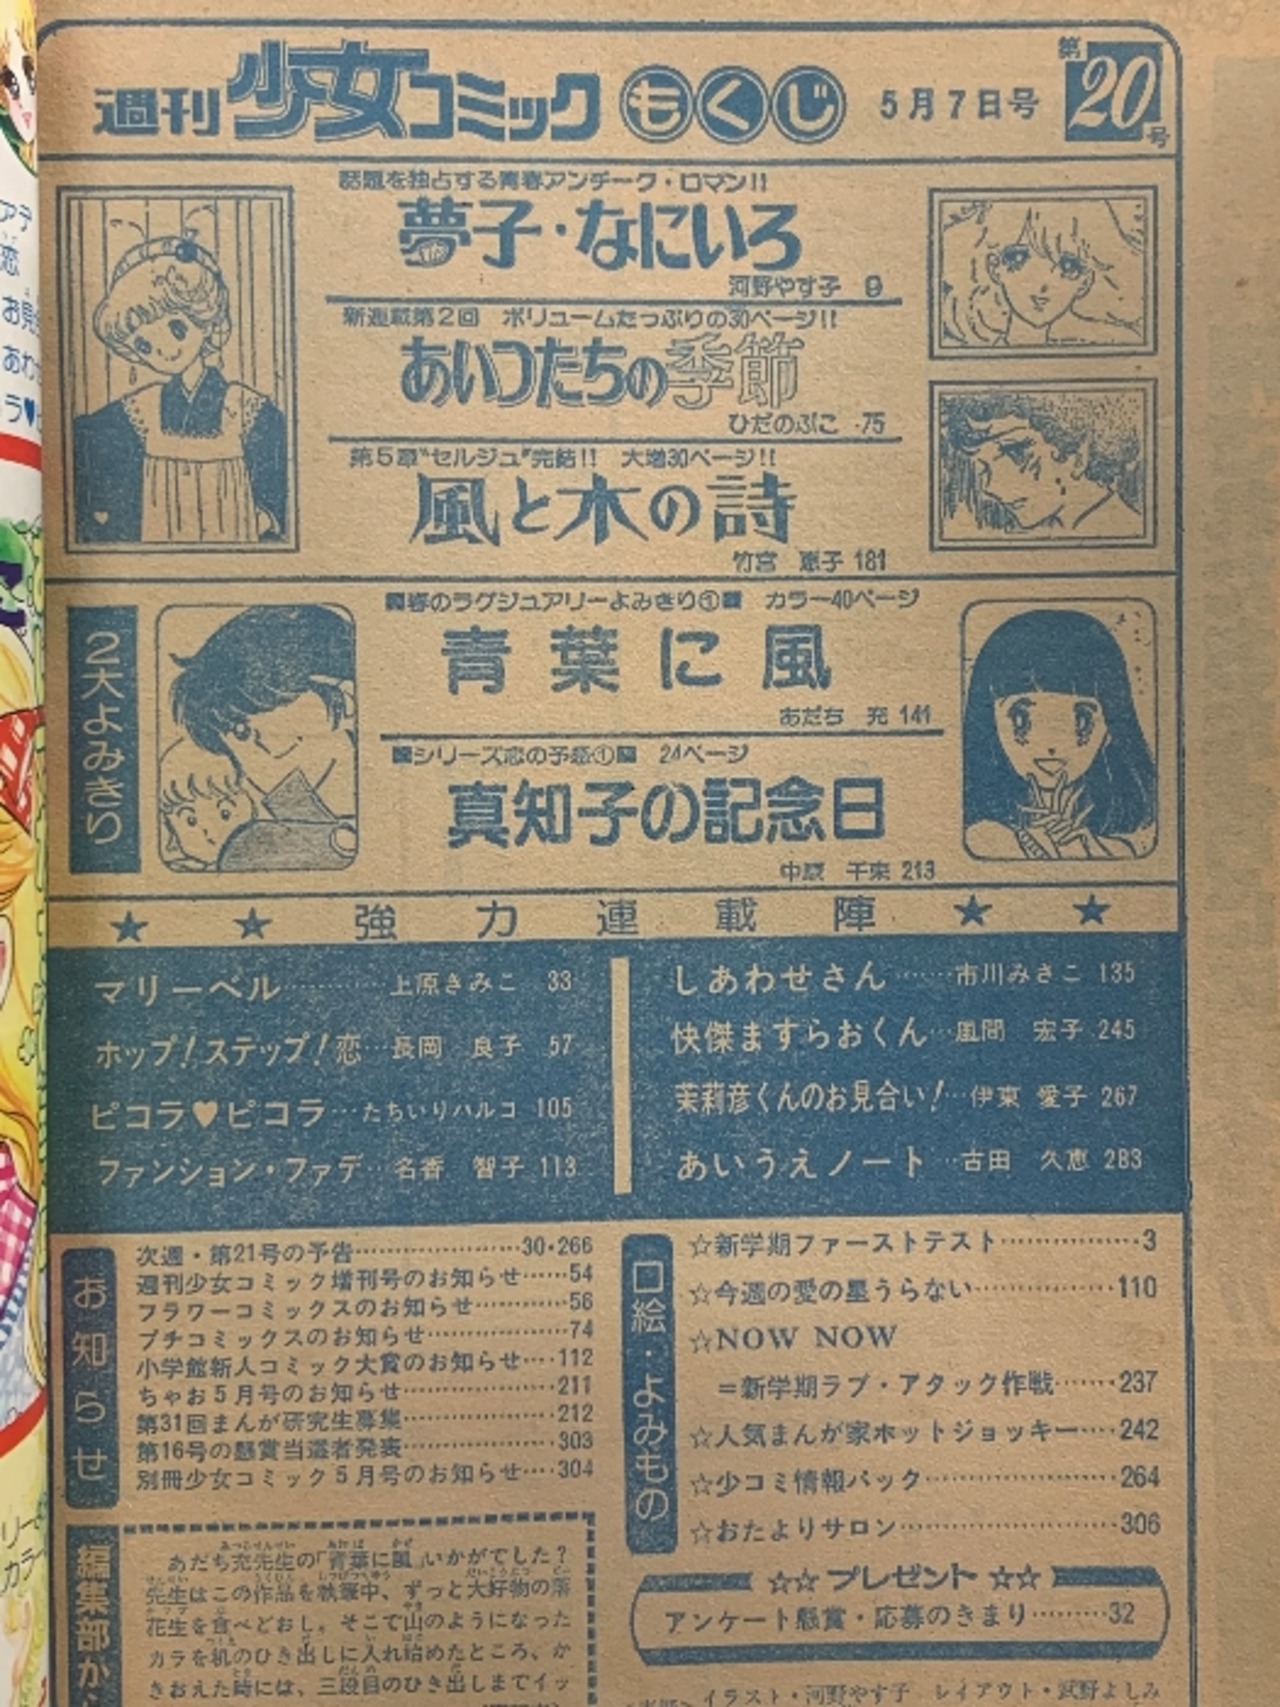 週刊少女コミック もくじ 5月7日号 第20号
話題を独占する青春アンチーク・ロマン!!
夢子・なにいろ
河野やす子 9
新連載第2回 ボリュームたっぷりの30ページ!!
あいつたちの季節
ひだのぶこ 75
第5章“セルジュ”完結!! 大増30ページ!!
風と木の詩
竹宮 恵子 181
2大よみきり
春のラグジュアリーよみきり① カラー40ページ
青葉に風
あだち 充 141
シリーズ恋の予感① 24ページ
真知子の記念日
中原 千束 213
★ ★ 強力連載陣 ★ ★
マリーベル…………上原きみこ 33
ホップ!ステップ!恋…長岡 良子 57
ピコラ♥ピコラ…たちいりハルコ 105
ファンション・ファデ…名香 智子 113
しあわせさん……市川みさこ 135
快傑ますらおくん…風間 宏子 245
茉莉彦くんのお見合い!…伊東 愛子 267
あいうえノート…古田 久恵 283
お知らせ
次週・第21号の予告…………………30・266
週刊少女コミック増刊号のお知らせ……54
フラワーコミックスのお知らせ…………56
プチコミックスのお知らせ………………74
小学館新人コミック大賞のお知らせ…・112
ちゃお5月号のお知らせ………………211
第31回まんが研究生募集………………212
第16号の懸賞当選者発表………………303
別冊少女コミック5月号のお知らせ…・304
口絵・よみもの
☆新学期ファーストテスト……………3
☆今週の愛の星うらない……………110
☆NOW NOW
=新学期ラブ・アタック作戦……237
☆人気まんが家ホットジョッキー…・242
☆少コミ情報パック…………………264
☆おたよりサロン……………………306
☆☆プレゼント☆☆
アンケート懸賞・応募のきまり………32
編集部から
あだち充先生の「青葉に風」いかがでした?
先生はこの作品を執筆中、ずっと大好物の落
花生を食べどおし。そこで山のようになった
カラを机のひき出しに入れ始めたところ、か
きおえた時には、三段目のひき出しまでイッ
イラスト・河野やす子 レイアウト・武野よしみ